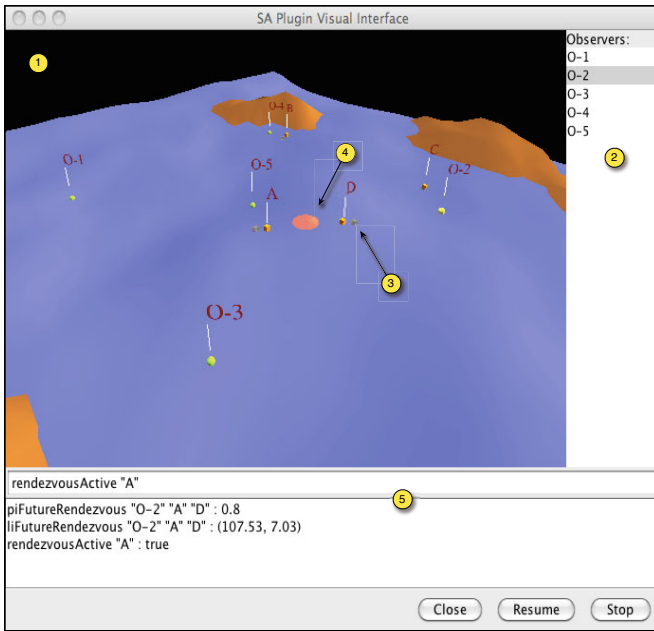 SA Plugin Visual Interface
1
Observers:
O-1
O-2
O-3
O-4
O-5
2
O-4 B
4
O-1
O-5
C
O-2
A
D
3
O-3
rendezvousActive "A"
5
piFutureRendezvous "O-2" "A" "D" : 0.8
liFutureRendezvous "O-2" "A" "D" : (107.53, 7.03)
rendezvousActive "A" : true
Close Resume Stop